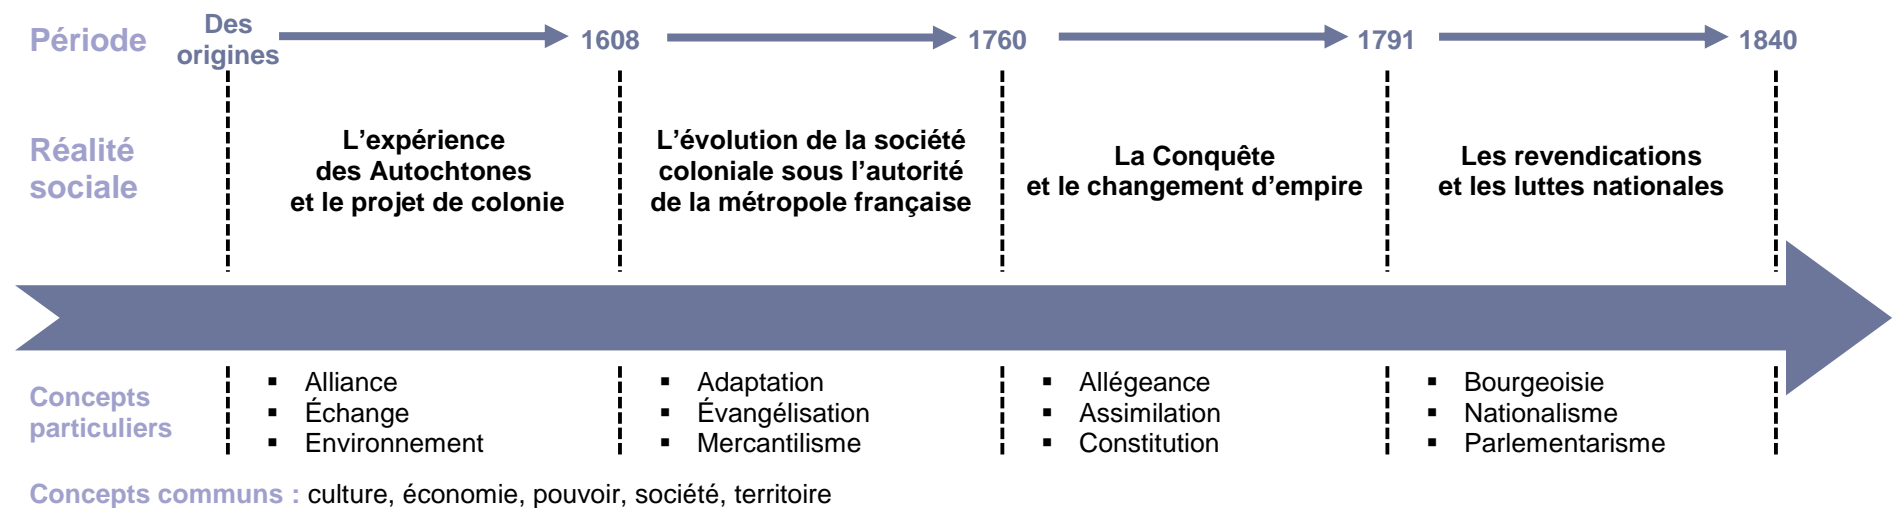 Période
Des
origines
1608
1760
1791
1840
Réalité
sociale
L’expérience
des Autochtones
et le projet de colonie
L’évolution de la société
coloniale sous l’autorité
de la métropole française
La Conquête
et le changement d’empire
Les revendications
et les luttes nationales
Concepts
particuliers
▪ Alliance
▪ Échange
▪ Environnement
▪ Adaptation
▪ Évangélisation
▪ Mercantilisme
▪ Allégeance
▪ Assimilation
▪ Constitution
▪ Bourgeoisie
▪ Nationalisme
▪ Parlementarisme
Concepts communs : culture, économie, pouvoir, société, territoire